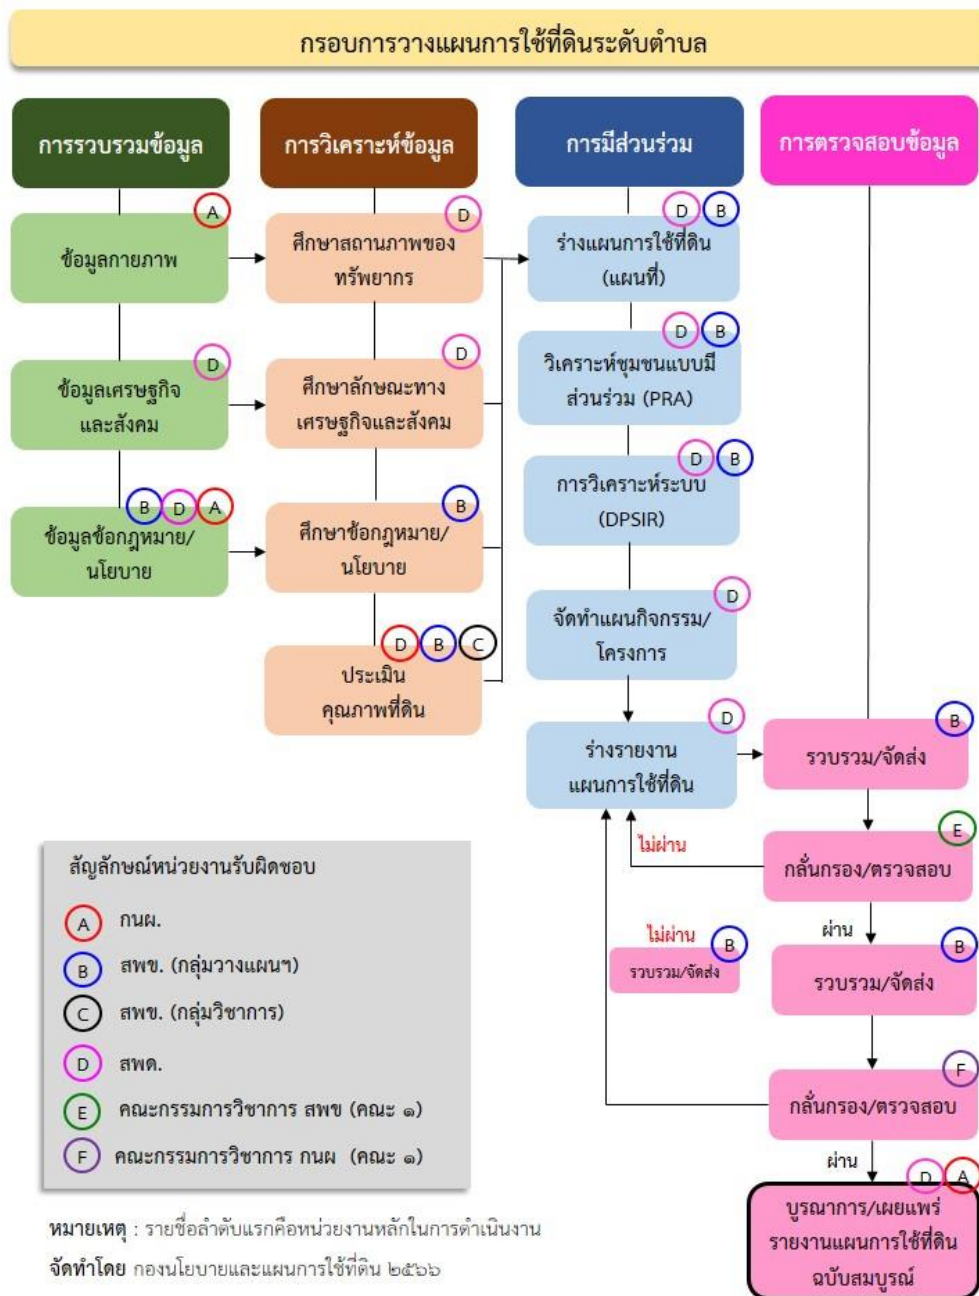 กรอบการวางแผนการใช้ที่ดินระดับตำบล
การรวบรวมข้อมูล
A
ข้อมูลกายภาพ
D
ข้อมูลเศรษฐกิจ
และสังคม
B D A
ข้อมูลข้อกฎหมาย/
นโยบาย
การวิเคราะห์ข้อมูล
D
ศึกษาสถานภาพของ
ทรัพยากร
D
ศึกษาลักษณะทาง
เศรษฐกิจและสังคม
B
ศึกษาข้อกฎหมาย/
นโยบาย
D B C
ประเมิน
คุณภาพที่ดิน
การมีส่วนร่วม
D B
ร่างแผนการใช้ที่ดิน
(แผนที่)
D B
วิเคราะห์ชุมชนแบบมี
ส่วนร่วม (PRA)
D B
การวิเคราะห์ระบบ
(DPSIR)
D
จัดทำแผนกิจกรรม/
โครงการ
D
ร่างรายงาน
แผนการใช้ที่ดิน
การตรวจสอบข้อมูล
B
รวบรวม/จัดส่ง
E
กลั่นกรอง/ตรวจสอบ
ไม่ผ่าน
ผ่าน
B
รวบรวม/จัดส่ง
ไม่ผ่าน
B
รวบรวม/จัดส่ง
F
กลั่นกรอง/ตรวจสอบ
ผ่าน
D A
บูรณาการ/เผยแพร่
รายงานแผนการใช้ที่ดิน
ฉบับสมบูรณ์
สัญลักษณ์หน่วยงานรับผิดชอบ
A กนผ.
B สพข. (กลุ่มวางแผนฯ)
C สพข. (กลุ่มวิชาการ)
D สพด.
E คณะกรรมการวิชาการ สพข (คณะ ๑)
F คณะกรรมการวิชาการ กนผ (คณะ ๑)
หมายเหตุ : รายชื่อลำดับแรกคือหน่วยงานหลักในการดำเนินงาน
จัดทำโดย กองนโยบายและแผนการใช้ที่ดิน ๒๕๖๖